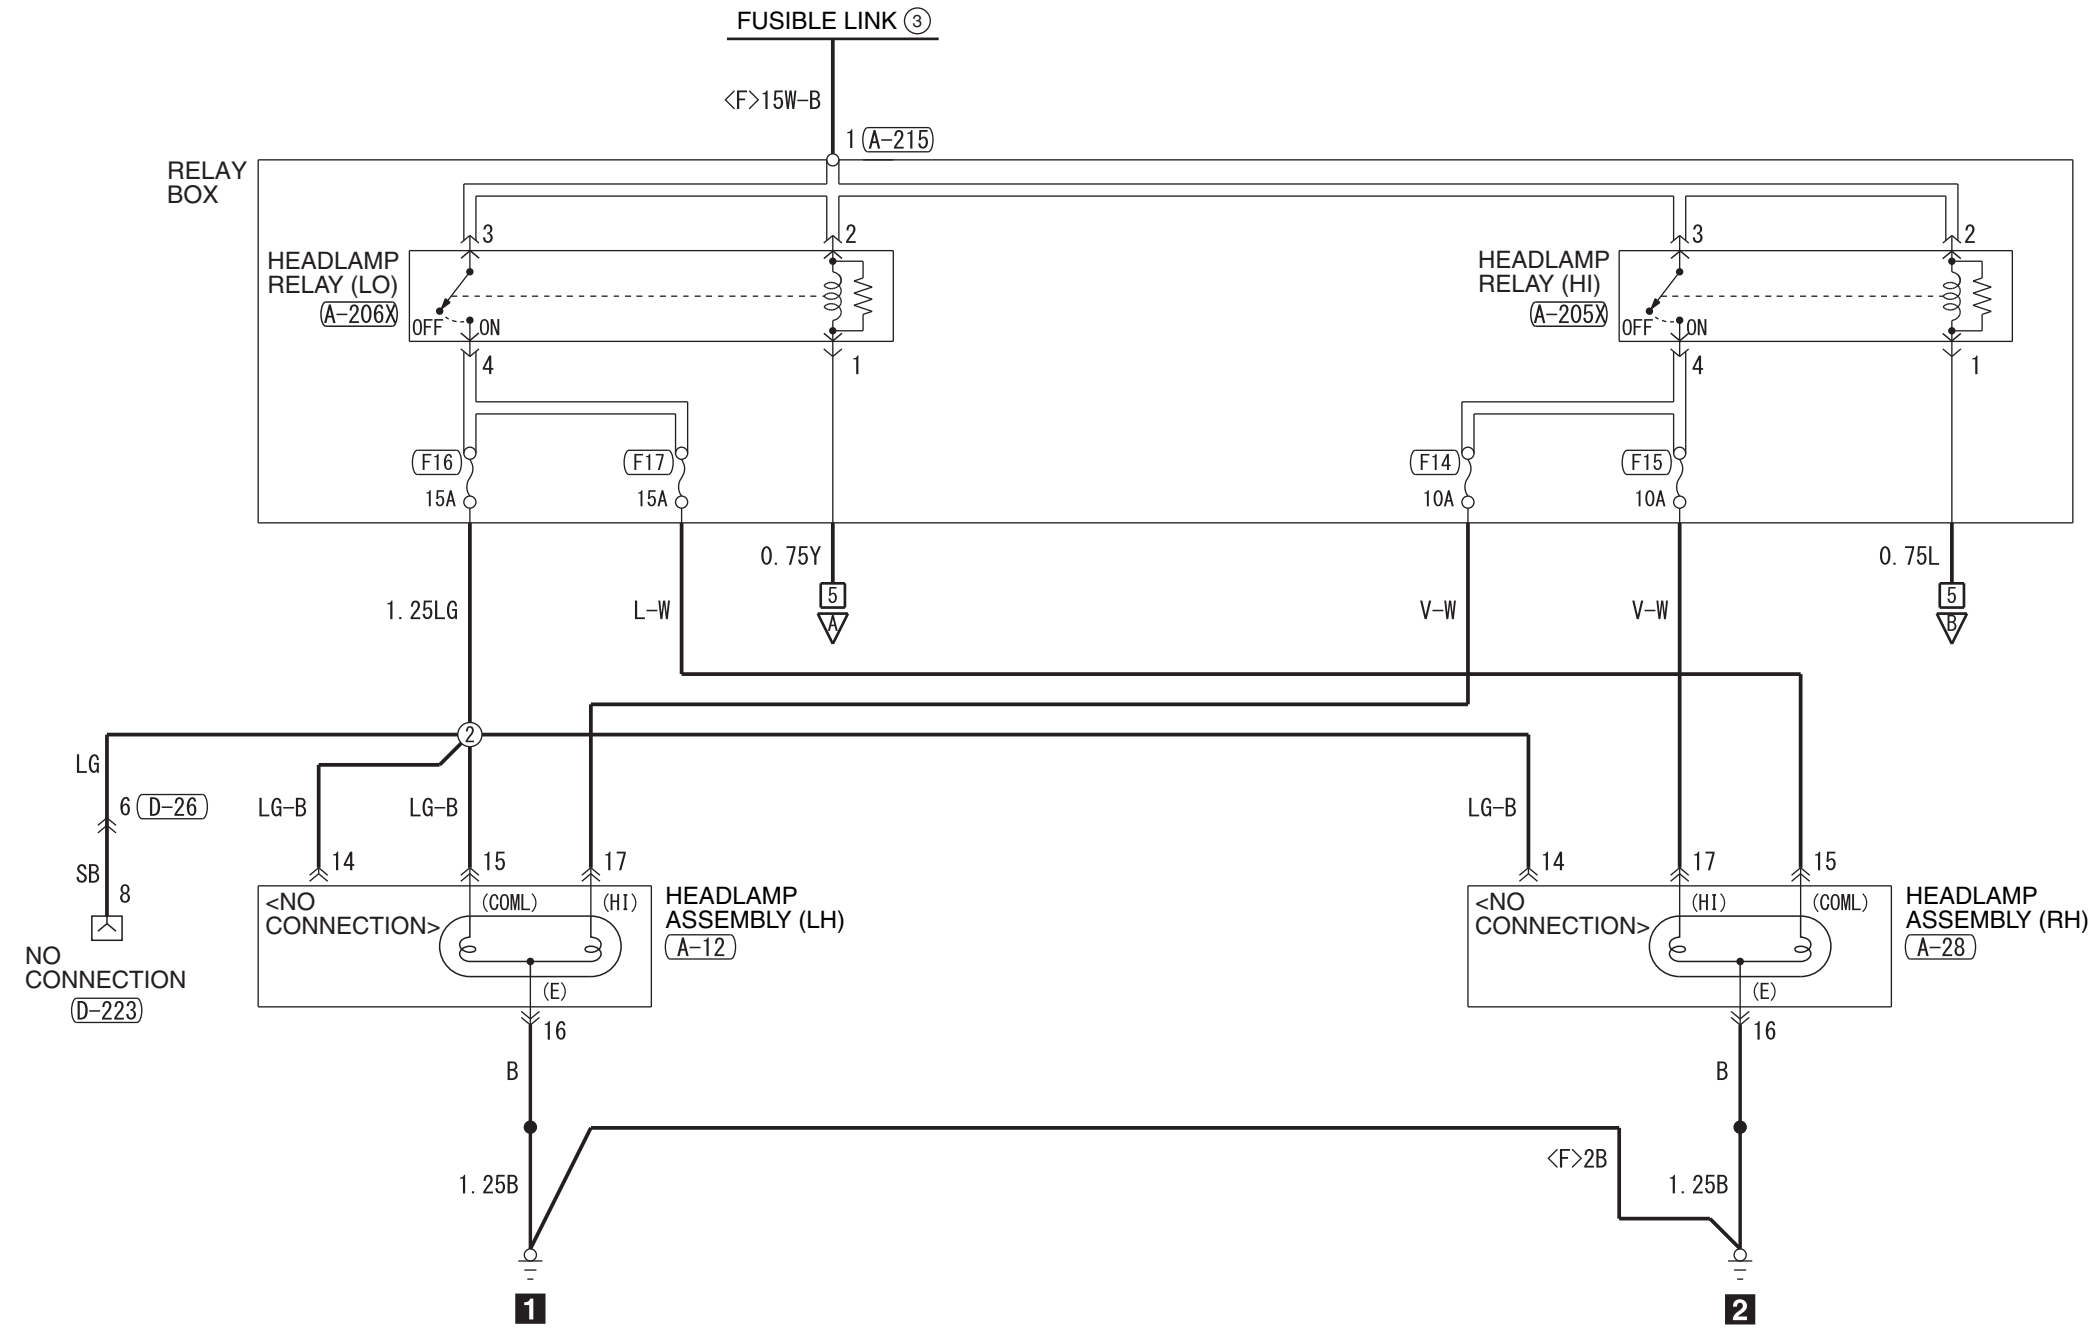 FUSIBLE LINK 3
<F>15W-B
1 A-215
RELAY
BOX
3
2
3
2
HEADLAMP
RELAY (LO)
A-206X
OFF
ON
HEADLAMP
RELAY (HI)
A-205X
OFF
ON
4
1
4
1
F16
15A
F17
15A
F14
10A
F15
10A
0.75Y
0.75L
5
A
5
B
1.25LG
L-W
V-W
V-W
2
LG
6 D-26
LG-B
LG-B
LG-B
SB
8
14
15
17
14
17
15
<NO
CONNECTION>
(COML)
(HI)
(E)
HEADLAMP
ASSEMBLY (LH)
A-12
<NO
CONNECTION>
(HI)
(COML)
(E)
HEADLAMP
ASSEMBLY (RH)
A-28
NO
CONNECTION
D-223
16
16
B
B
<F>2B
1.25B
1.25B
1
2